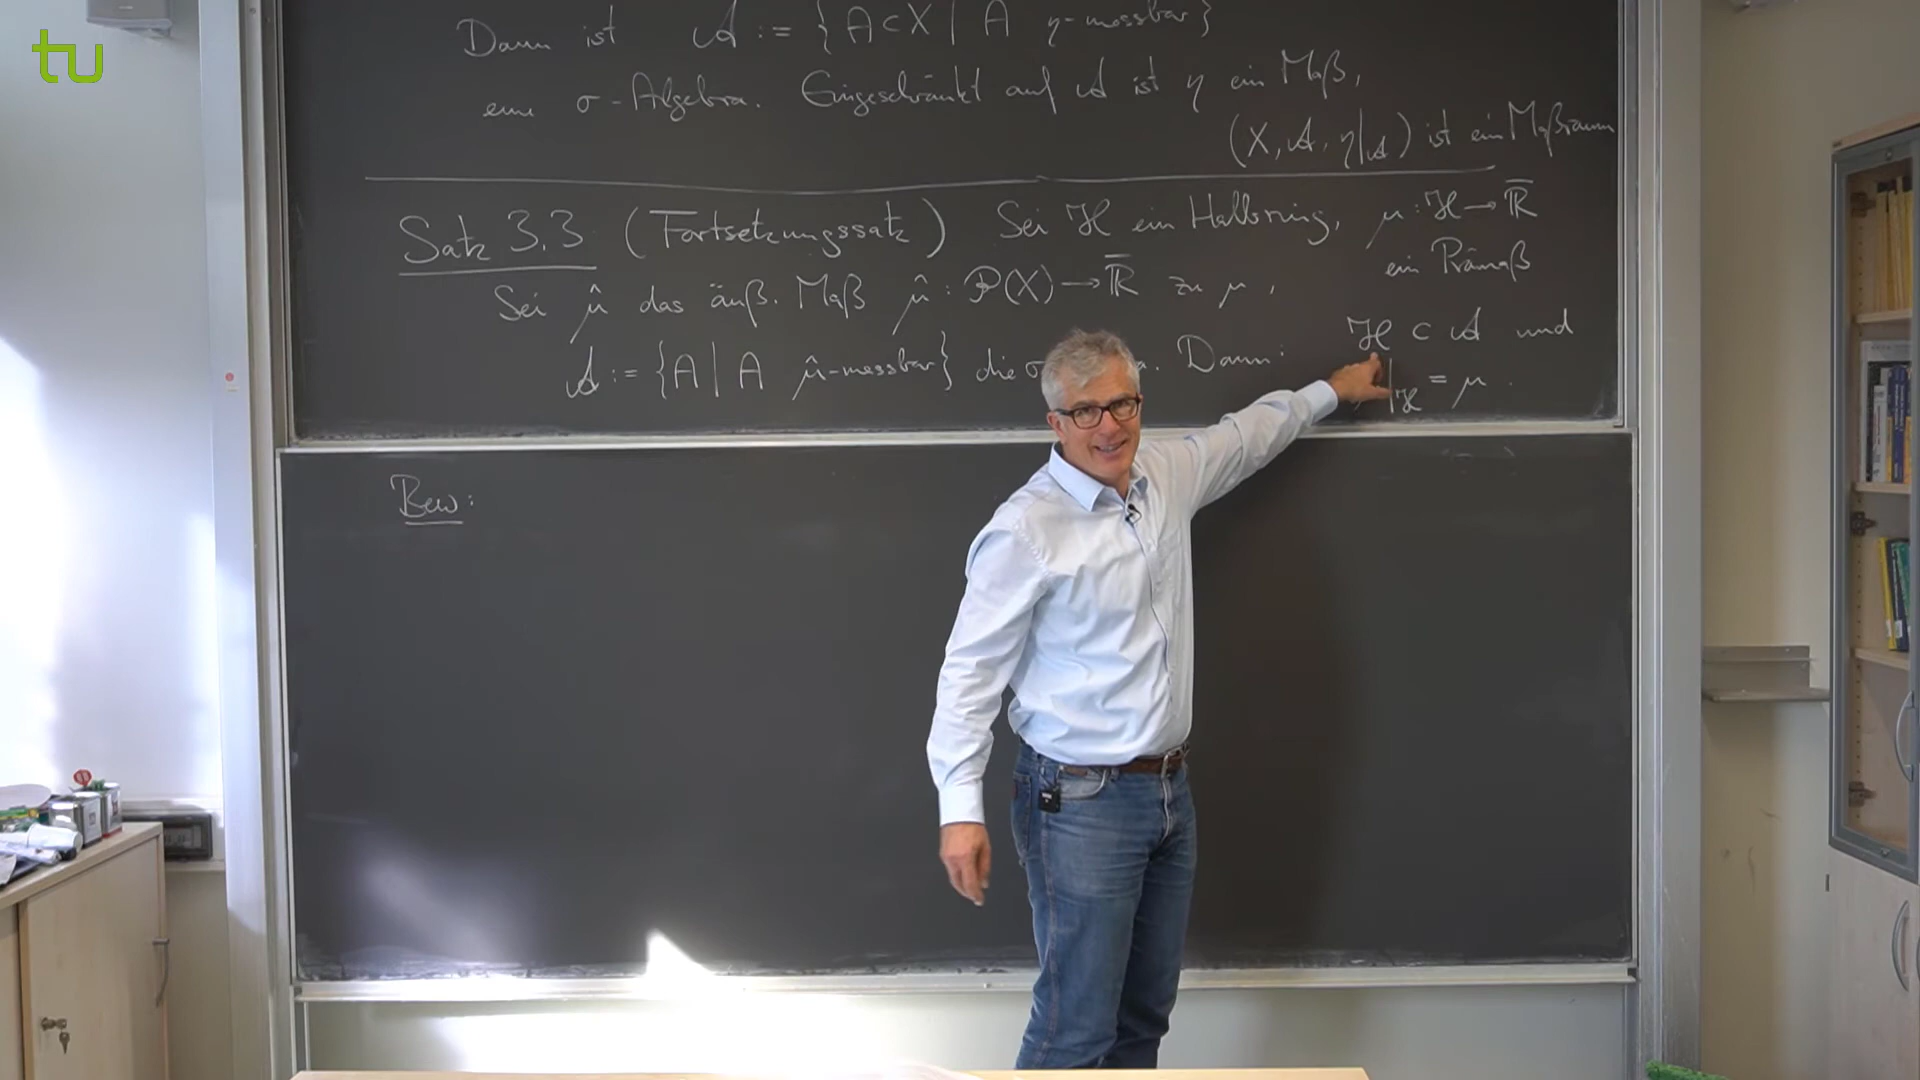 tu
Dann ist 𝒜 := { A ⊂ X | A η-messbar }
eine σ-Algebra. Eingeschränkt auf 𝒜 ist η ein Maß,
(X, 𝒜, η|𝒜) ist ein Maßraum
Satz 3.3 (Fortsetzungssatz) Sei ℋ ein Halbring, μ : ℋ → ℝ̄
ein Prämaß
Sei μ̂ das äuß. Maß μ̂ : 𝒫(X) → ℝ̄ zu μ,
𝒜 := { A | A μ̂-messbar } die σ a. Dann: ℋ ⊂ 𝒜 und
|ℋ = μ.
Bew: